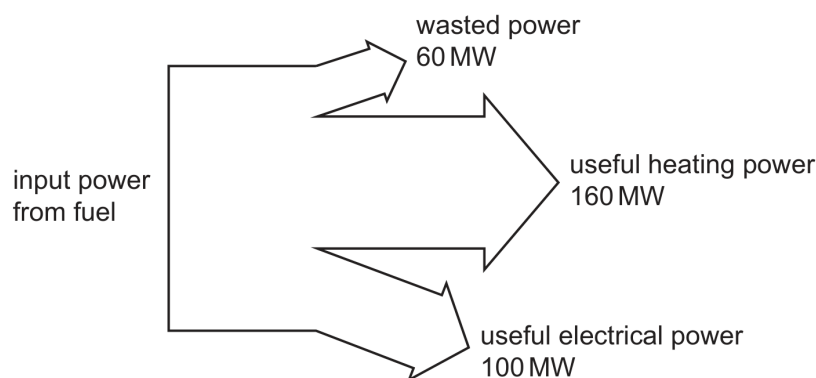 wasted power
60 MW
input power
from fuel
useful heating power
160 MW
useful electrical power
100 MW